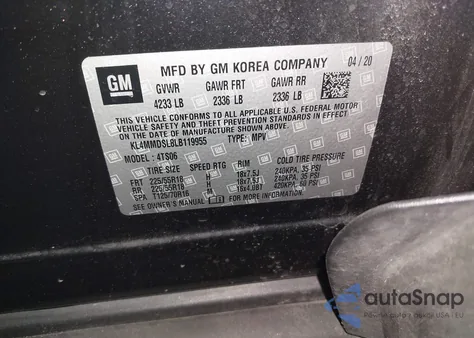 GM
MFD BY GM KOREA COMPANY 04/20
GVWR GAWR FRT GAWR RR
4233 LB 2336 LB 2336 LB
THIS VEHICLE CONFORMS TO ALL APPLICABLE U.S. FEDERAL MOTOR
VEHICLE SAFETY AND THEFT PREVENTION STANDARDS IN EFFECT
ON THE DATE OF MANUFACTURE SHOWN ABOVE.
KL4MMDSL8LB119955 TYPE: MPV
MODEL: 4TS06
TIRE SIZE SPEED RTG RIM COLD TIRE PRESSURE
FRT 225/55R18 H 18x7.5J 240KPA, 35 PSI
RR 225/55R18 H 18x7.5J 240KPA, 35 PSI
SPA T125/70R16 M 16x4.0BT 420KPA, 60 PSI
SEE OWNER'S MANUAL
autoSnap